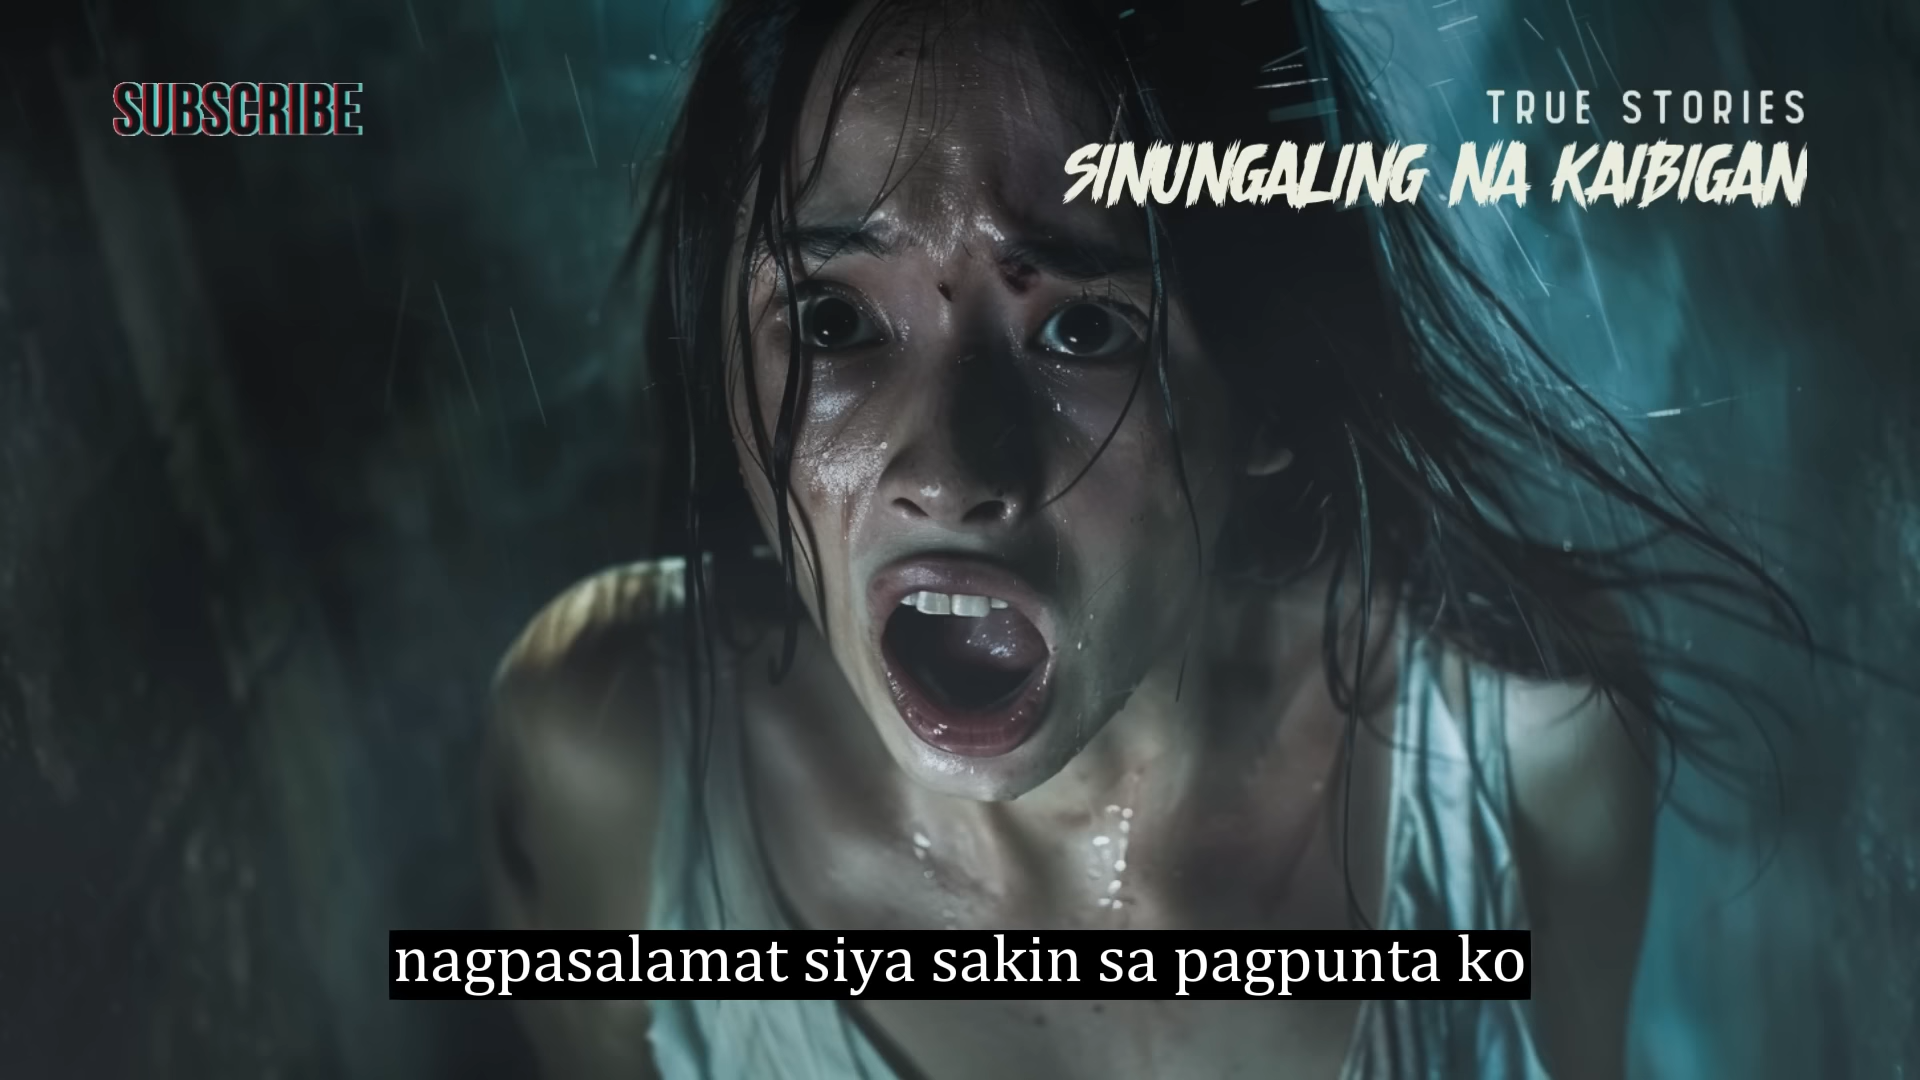 SUBSCRIBE
TRUE STORIES
SINUNGALING NA KAIBIGAN
nagpasalamat siya sakin sa pagpunta ko